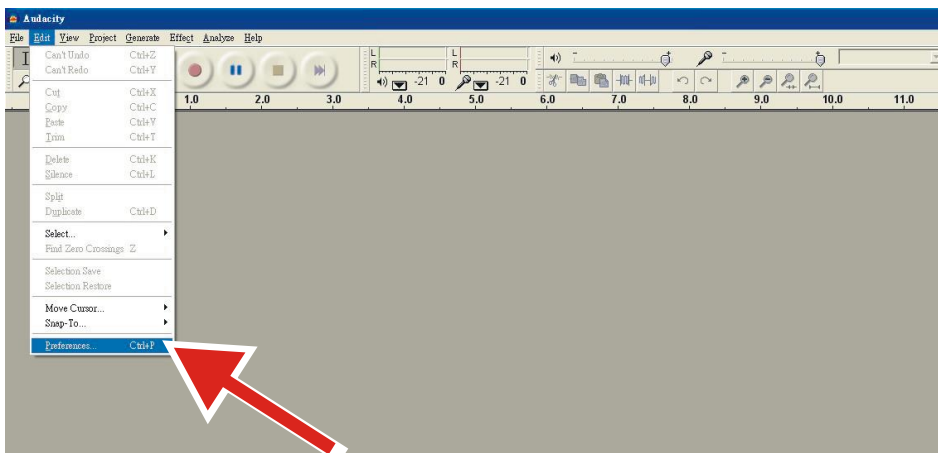 Audacity
File Edit View Project Generate Effect Analyze Help
Can't Undo Ctrl+Z
Can't Redo Ctrl+Y
Cut Ctrl+X
Copy Ctrl+C
Paste Ctrl+V
Trim Ctrl+T
Delete Ctrl+K
Silence Ctrl+L
Split
Duplicate Ctrl+D
Select...
Find Zero Crossings Z
Selection Save
Selection Restore
Move Cursor...
Snap-To...
Preferences... Ctrl+P
L
R
-21 0
L
R
-21 0
1.0 2.0 3.0 4.0 5.0 6.0 7.0 8.0 9.0 10.0 11.0